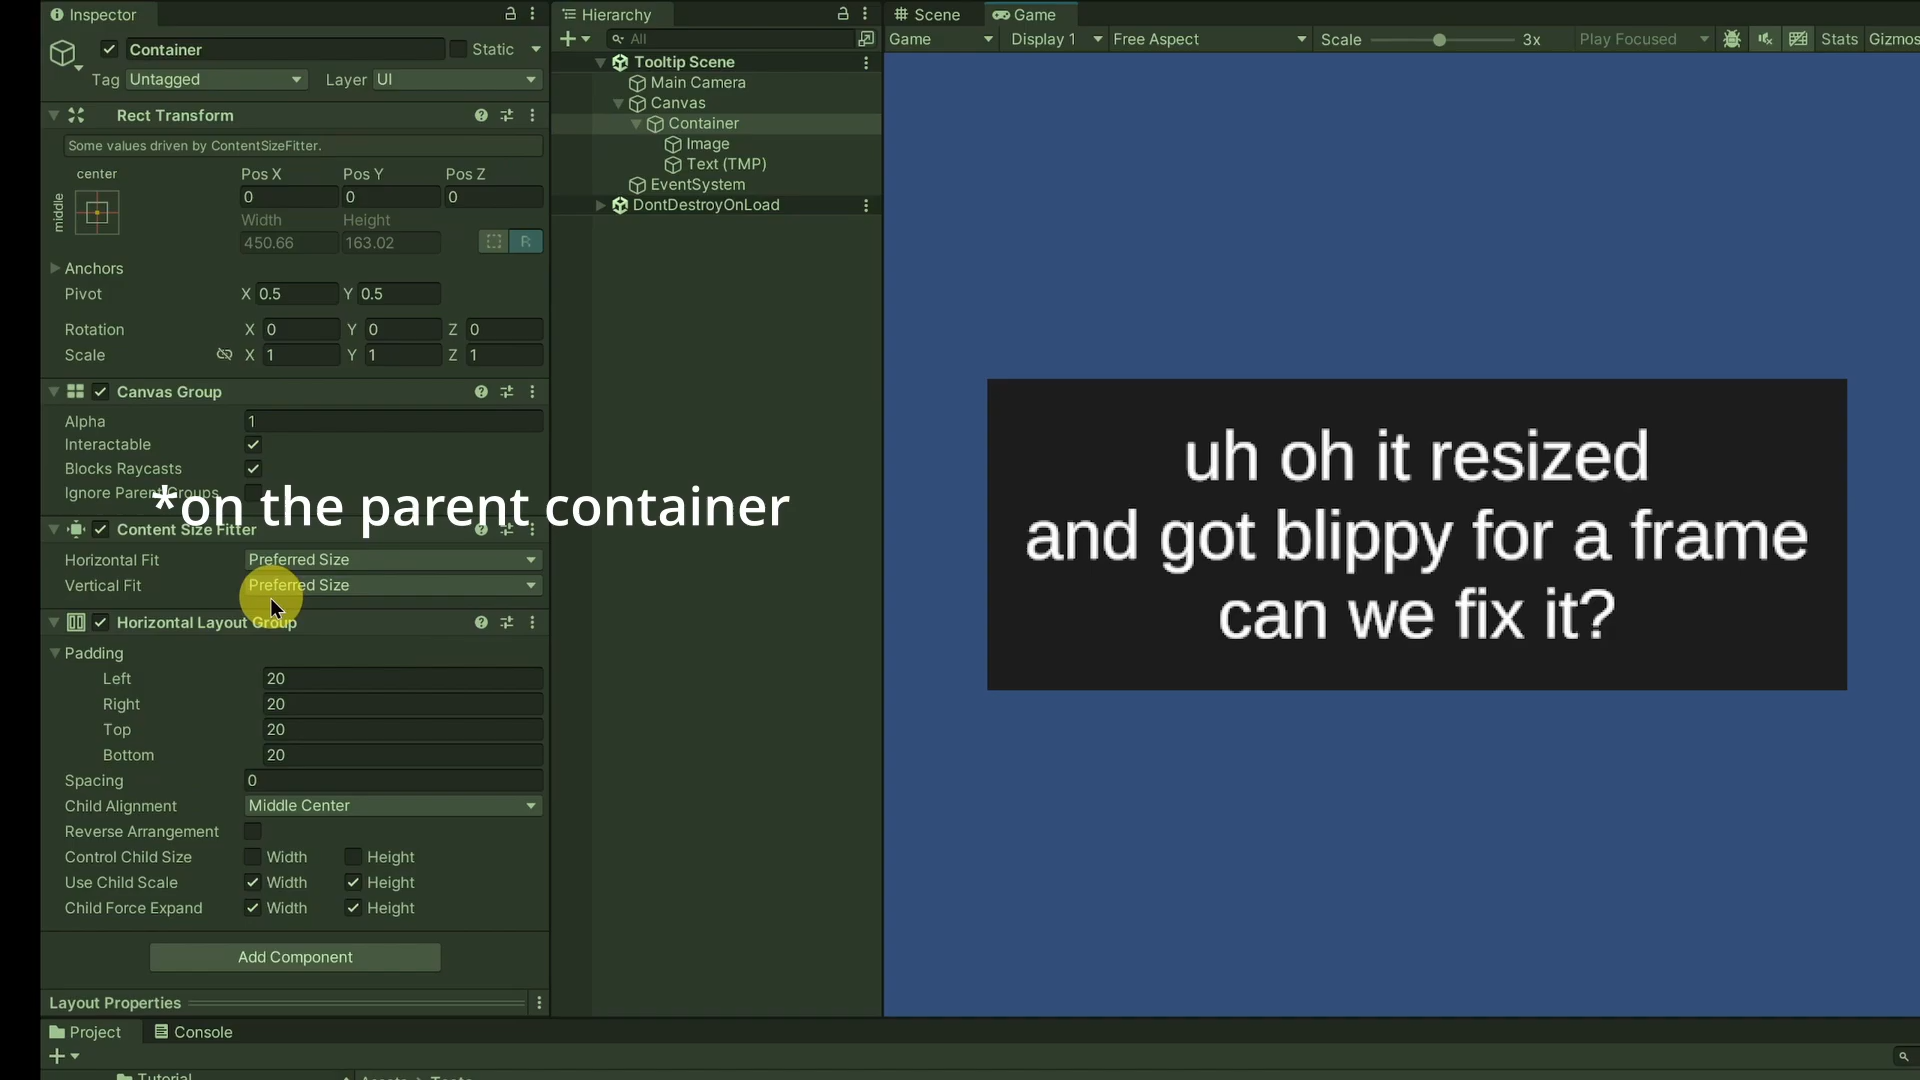 Inspector
Container
Static
Tag Untagged Layer UI
Rect Transform
Some values driven by ContentSizeFitter.
center
middle
Pos X Pos Y Pos Z
0 0 0
Width Height
450.66 163.02
R
Anchors
Pivot X 0.5 Y 0.5
Rotation X 0 Y 0 Z 0
Scale X 1 Y 1 Z 1
Canvas Group
Alpha 1
Interactable
Blocks Raycasts
Ignore Parent Groups
*on the parent container
Content Size Fitter
Horizontal Fit Preferred Size
Vertical Fit Preferred Size
Horizontal Layout Group
Padding
Left 20
Right 20
Top 20
Bottom 20
Spacing 0
Child Alignment Middle Center
Reverse Arrangement
Control Child Size Width Height
Use Child Scale Width Height
Child Force Expand Width Height
Add Component
Layout Properties
Project Console
Tutorial
Hierarchy
All
Tooltip Scene
Main Camera
Canvas
Container
Image
Text (TMP)
EventSystem
DontDestroyOnLoad
Scene Game
Game Display 1 Free Aspect Scale 3x Play Focused Stats Gizmos
uh oh it resized
and got blippy for a frame
can we fix it?